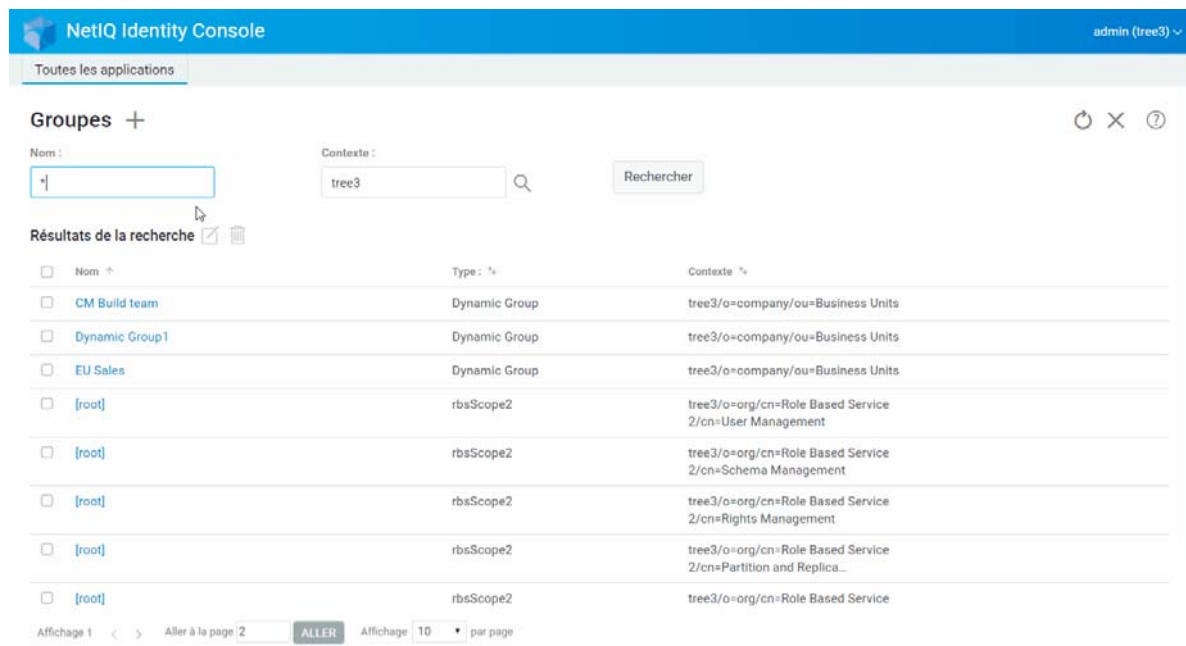 NetIQ Identity Console
admin (tree3)
Toutes les applications
Groupes
Nom :
Contexte :
*
tree3
Rechercher
Résultats de la recherche
Nom
Type :
Contexte
CM Build team
Dynamic Group
tree3/o=company/ou=Business Units
Dynamic Group1
Dynamic Group
tree3/o=company/ou=Business Units
EU Sales
Dynamic Group
tree3/o=company/ou=Business Units
[root]
rbsScope2
tree3/o=org/cn=Role Based Service
2/cn=User Management
[root]
rbsScope2
tree3/o=org/cn=Role Based Service
2/cn=Schema Management
[root]
rbsScope2
tree3/o=org/cn=Role Based Service
2/cn=Rights Management
[root]
rbsScope2
tree3/o=org/cn=Role Based Service
2/cn=Partition and Replica...
[root]
rbsScope2
tree3/o=org/cn=Role Based Service
Affichage 1
Aller à la page 2
ALLER
Affichage 10 par page